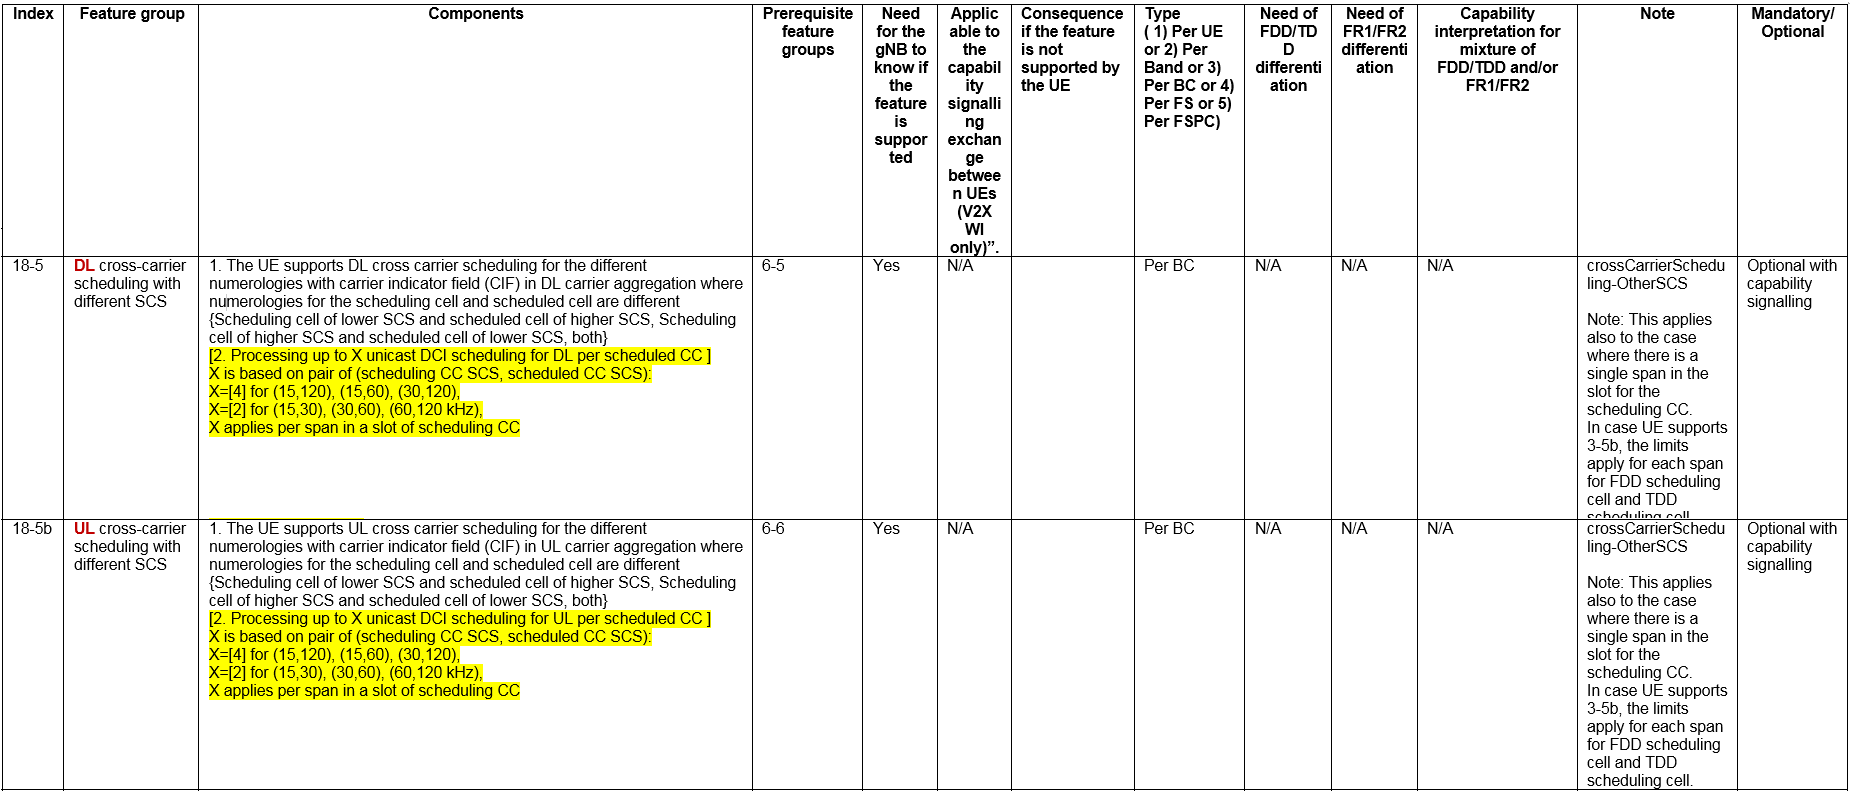 Index
Feature group
Components
Prerequisite
feature
groups
Need
for the
gNB to
know if
the
feature
is
suppor
ted
Applic
able to
the
capabil
ity
signalli
ng
exchan
ge
betwee
n UEs
(V2X
WI
only)”.
Consequence
if the feature
is not
supported by
the UE
Type
( 1) Per UE
or 2) Per
Band or 3)
Per BC or 4)
Per FS or 5)
Per FSPC)
Need of
FDD/TD
D
differenti
ation
Need of
FR1/FR2
differenti
ation
Capability
interpretation for
mixture of
FDD/TDD and/or
FR1/FR2
Note
Mandatory/
Optional
18-5
DL cross-carrier
scheduling with
different SCS
1. The UE supports DL cross carrier scheduling for the different
numerologies with carrier indicator field (CIF) in DL carrier aggregation where
numerologies for the scheduling cell and scheduled cell are different
{Scheduling cell of lower SCS and scheduled cell of higher SCS, Scheduling
cell of higher SCS and scheduled cell of lower SCS, both}
[2. Processing up to X unicast DCI scheduling for DL per scheduled CC ]
X is based on pair of (scheduling CC SCS, scheduled CC SCS):
X=[4] for (15,120), (15,60), (30,120),
X=[2] for (15,30), (30,60), (60,120 kHz),
X applies per span in a slot of scheduling CC
6-5
Yes
N/A
Per BC
N/A
N/A
N/A
crossCarrierSchedu
ling-OtherSCS
Note: This applies
also to the case
where there is a
single span in the
slot for the
scheduling CC.
In case UE supports
3-5b, the limits
apply for each span
for FDD scheduling
cell and TDD
scheduling cell
Optional with
capability
signalling
18-5b
UL cross-carrier
scheduling with
different SCS
1. The UE supports UL cross carrier scheduling for the different
numerologies with carrier indicator field (CIF) in UL carrier aggregation where
numerologies for the scheduling cell and scheduled cell are different
{Scheduling cell of lower SCS and scheduled cell of higher SCS, Scheduling
cell of higher SCS and scheduled cell of lower SCS, both}
[2. Processing up to X unicast DCI scheduling for UL per scheduled CC ]
X is based on pair of (scheduling CC SCS, scheduled CC SCS):
X=[4] for (15,120), (15,60), (30,120),
X=[2] for (15,30), (30,60), (60,120 kHz),
X applies per span in a slot of scheduling CC
6-6
Yes
N/A
Per BC
N/A
N/A
N/A
crossCarrierSchedu
ling-OtherSCS
Note: This applies
also to the case
where there is a
single span in the
slot for the
scheduling CC.
In case UE supports
3-5b, the limits
apply for each span
for FDD scheduling
cell and TDD
scheduling cell.
Optional with
capability
signalling